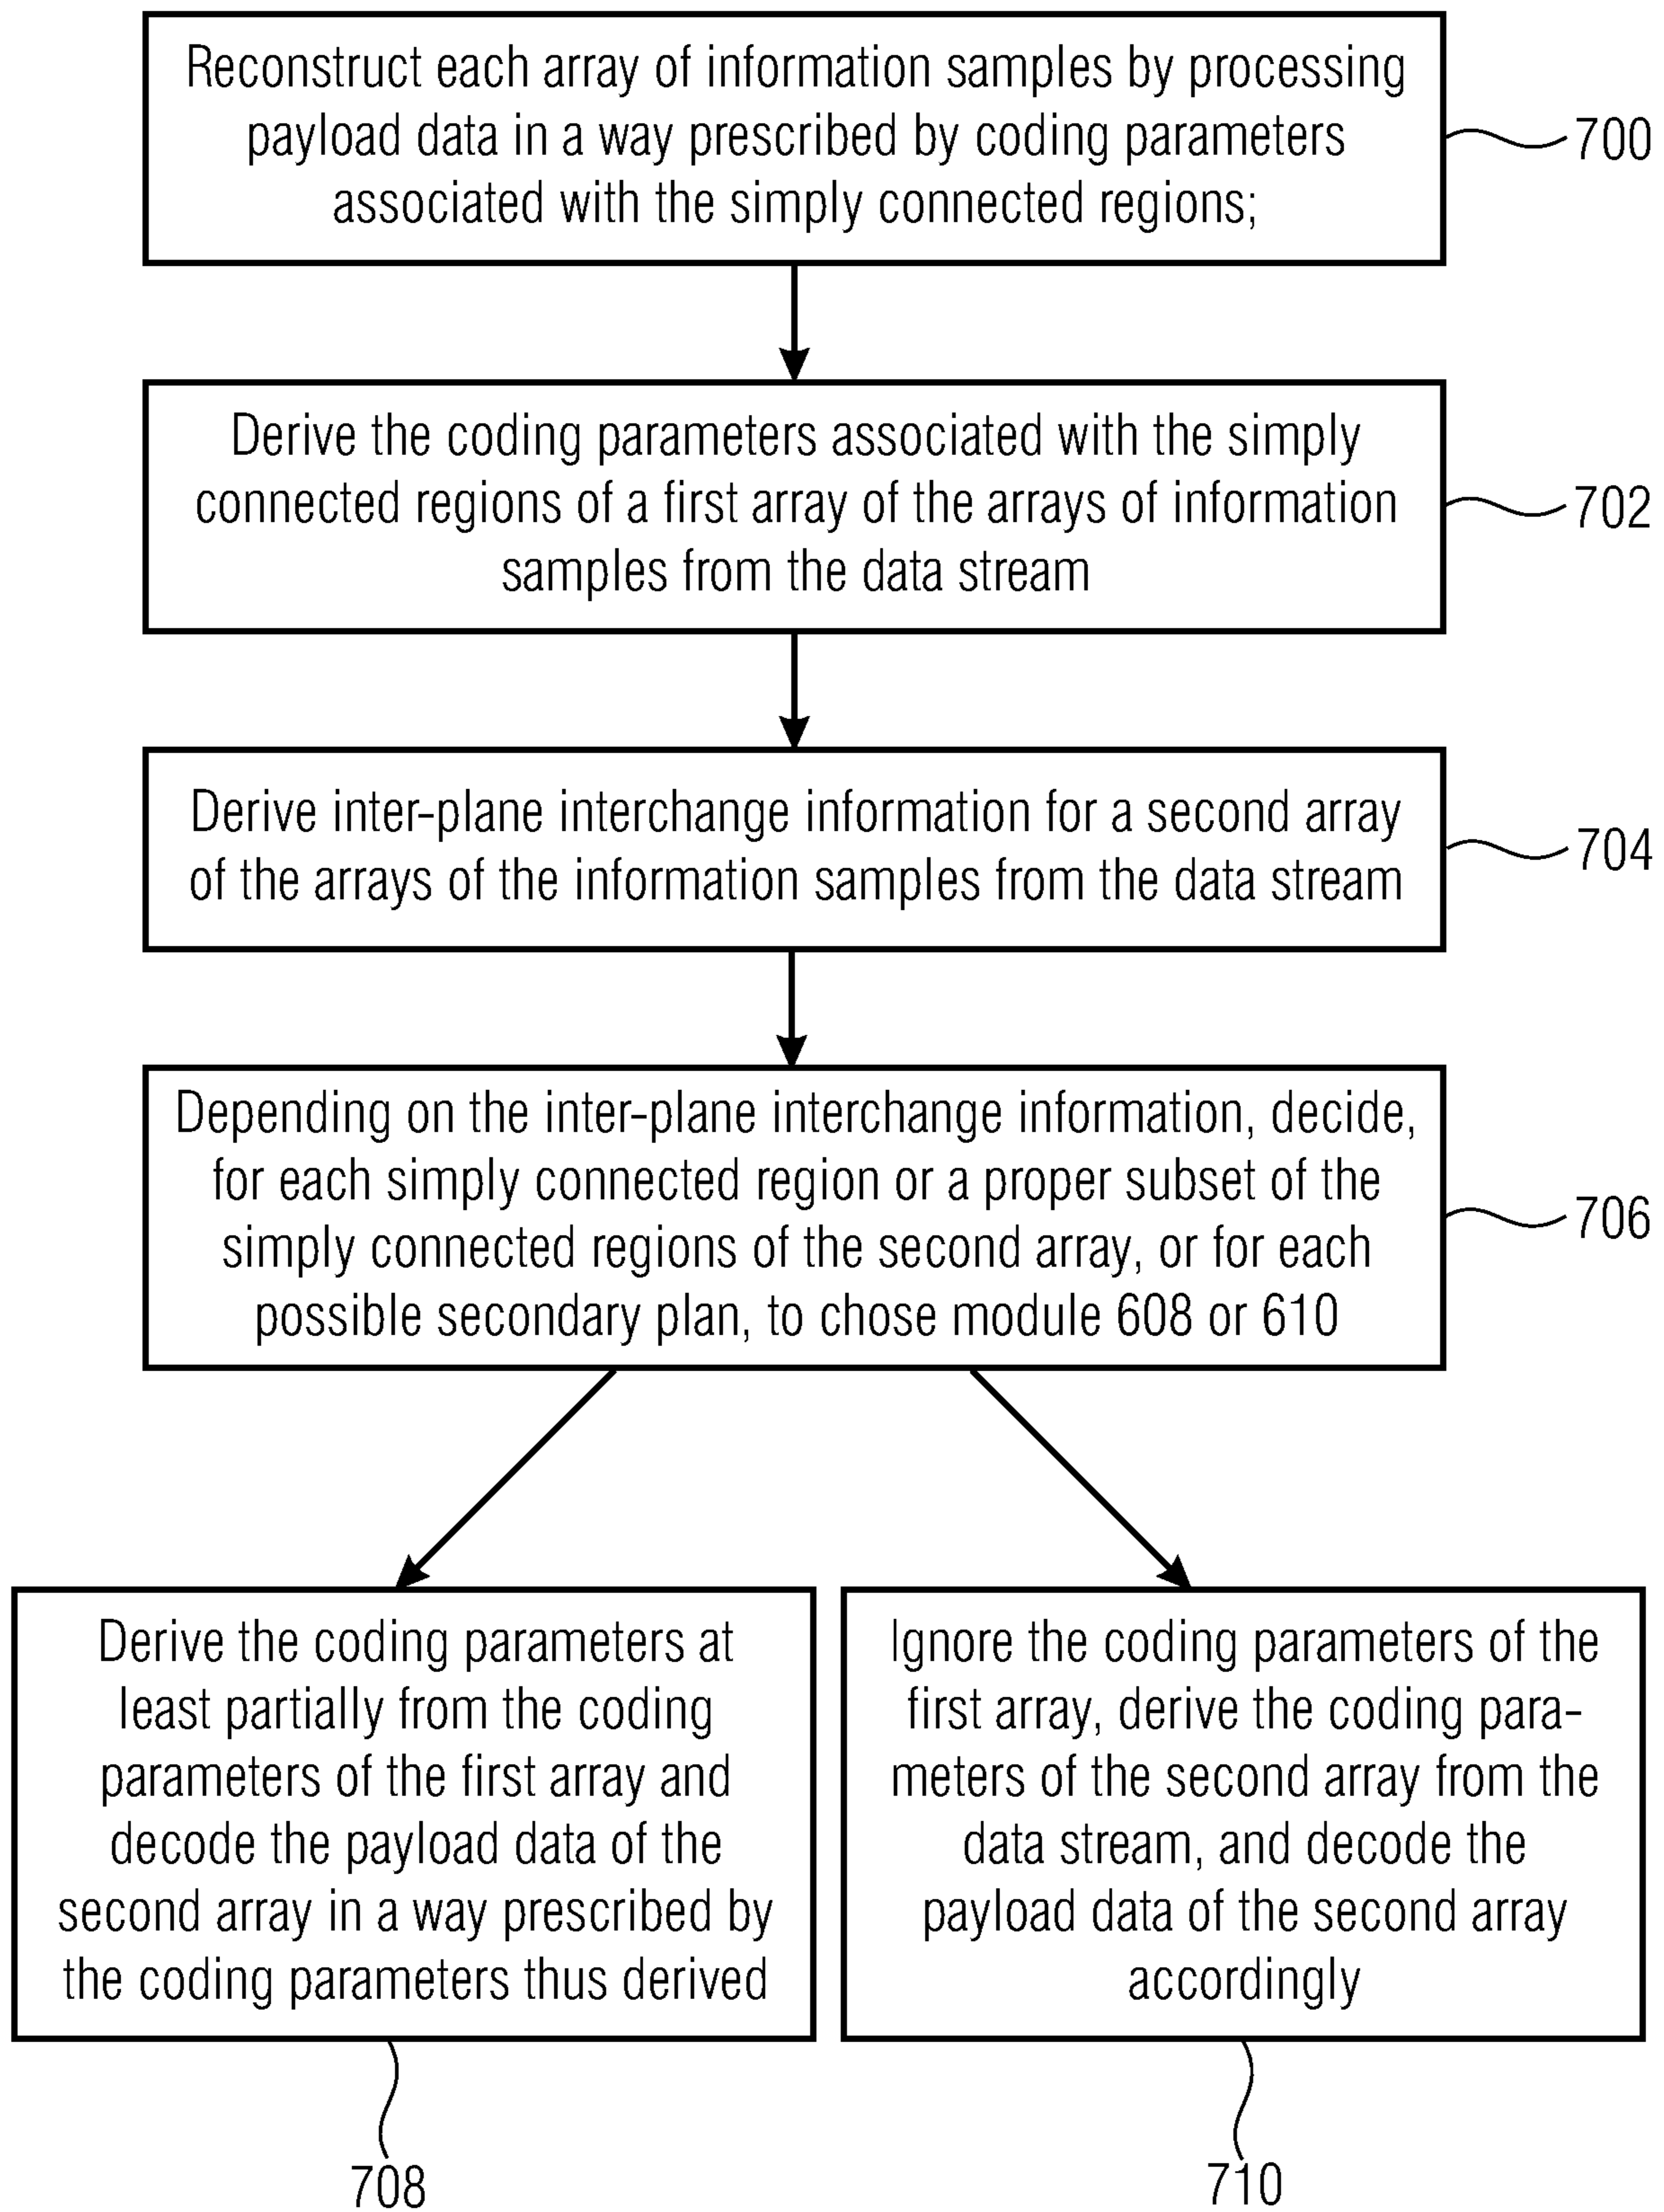 Reconstruct each array of information samples by processing
payload data in a way prescribed by coding parameters
associated with the simply connected regions;
700
Derive the coding parameters associated with the simply
connected regions of a first array of the arrays of information
samples from the data stream
702
Derive inter-plane interchange information for a second array
of the arrays of the information samples from the data stream
704
Depending on the inter-plane interchange information, decide,
for each simply connected region or a proper subset of the
simply connected regions of the second array, or for each
possible secondary plan, to chose module 608 or 610
706
Derive the coding parameters at
least partially from the coding
parameters of the first array and
decode the payload data of the
second array in a way prescribed by
the coding parameters thus derived
708
Ignore the coding parameters of the
first array, derive the coding para-
meters of the second array from the
data stream, and decode the
payload data of the second array
accordingly
710